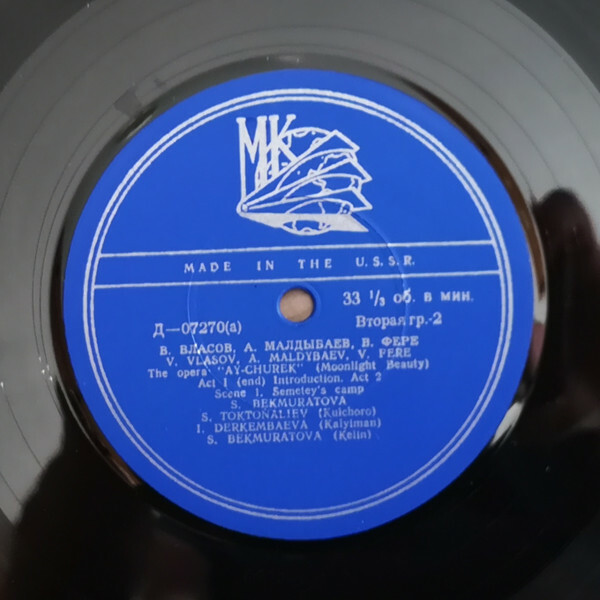 МК
MADE IN THE U.S.S.R.
33 1/3 об. в мин.
Д—07270(а)
Вторая гр.-2
В. ВЛАСОВ, А. МАЛДЫБАЕВ, В. ФЕРЕ
V. VLASOV, A. MALDYBAEV, V. FERE
The opera "AY-CHUREK" (Moonlight Beauty)
Act 1 (end) Introduction. Act 2
Scene 1, Semetey's camp
S. BEKMURATOVA
S. TOKTONALIEV (Kuichoro)
I. DERKEMBAEVA (Kalyiman)
S. BEKMURATOVA (Kelin)